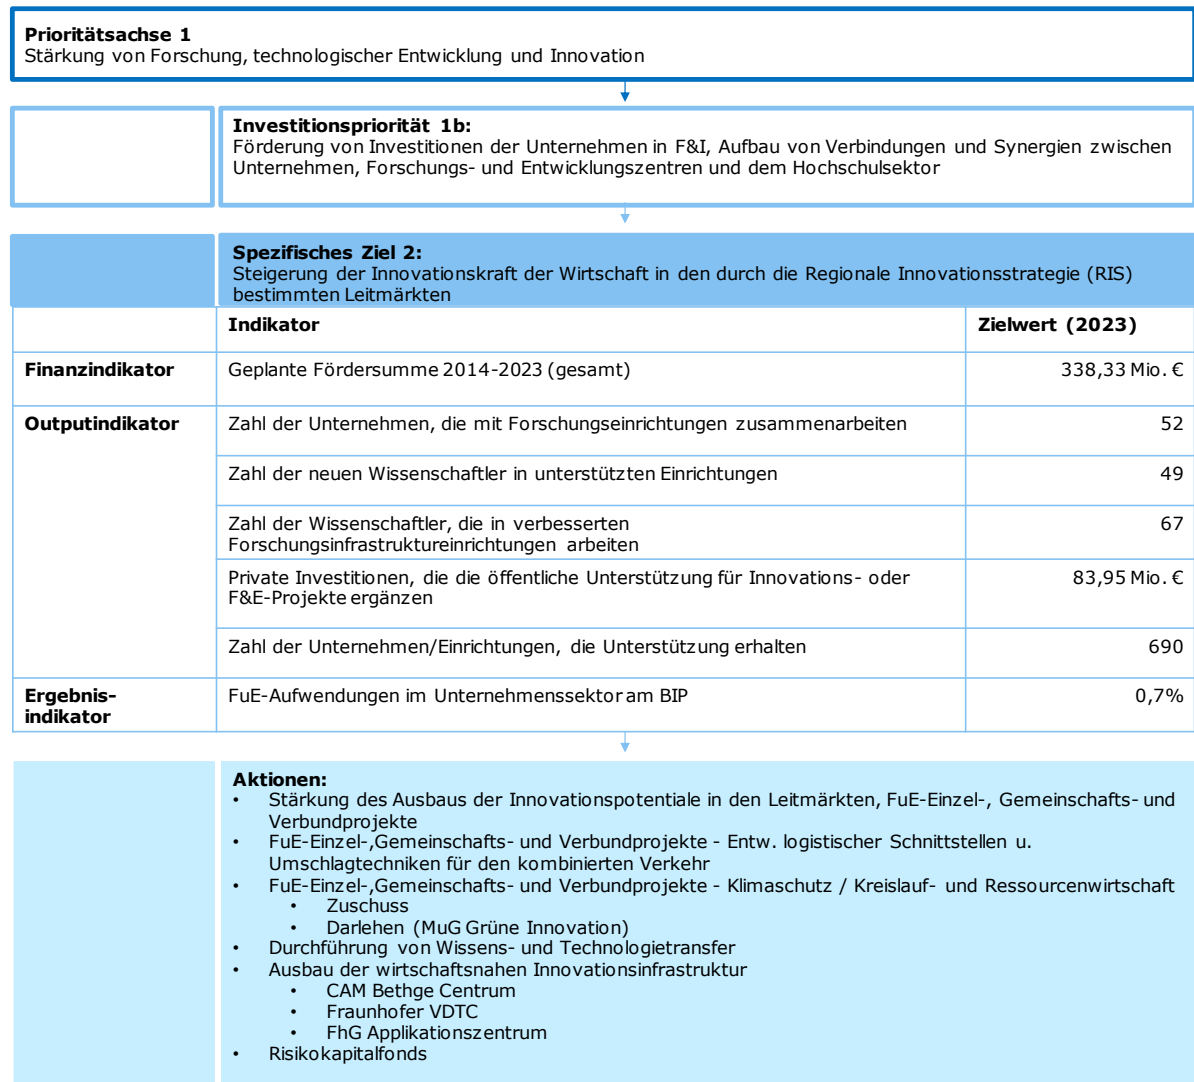 Prioritätsachse 1
Stärkung von Forschung, technologischer Entwicklung und Innovation
Investitionspriorität 1b:
Förderung von Investitionen der Unternehmen in F&I, Aufbau von Verbindungen und Synergien zwischen
Unternehmen, Forschungs- und Entwicklungszentren und dem Hochschulsektor
Spezifisches Ziel 2:
Steigerung der Innovationskraft der Wirtschaft in den durch die Regionale Innovationsstrategie (RIS)
bestimmten Leitmärkten
Indikator Zielwert (2023)
Finanzindikator Geplante Fördersumme 2014-2023 (gesamt) 338,33 Mio. €
Outputindikator Zahl der Unternehmen, die mit Forschungseinrichtungen zusammenarbeiten 52
Zahl der neuen Wissenschaftler in unterstützten Einrichtungen 49
Zahl der Wissenschaftler, die in verbesserten 67
Forschungsinfrastruktureinrichtungen arbeiten
Private Investitionen, die die öffentliche Unterstützung für Innovations- oder 83,95 Mio. €
F&E-Projekte ergänzen
Zahl der Unternehmen/Einrichtungen, die Unterstützung erhalten 690
Ergebnis- FuE-Aufwendungen im Unternehmenssektor am BIP 0,7%
indikator
Aktionen:
• Stärkung des Ausbaus der Innovationspotentiale in den Leitmärkten, FuE-Einzel-, Gemeinschafts- und
Verbundprojekte
• FuE-Einzel-,Gemeinschafts- und Verbundprojekte - Entw. logistischer Schnittstellen u.
Umschlagtechniken für den kombinierten Verkehr
• FuE-Einzel-,Gemeinschafts- und Verbundprojekte - Klimaschutz / Kreislauf- und Ressourcenwirtschaft
• Zuschuss
• Darlehen (MuG Grüne Innovation)
• Durchführung von Wissens- und Technologietransfer
• Ausbau der wirtschaftsnahen Innovationsinfrastruktur
• CAM Bethge Centrum
• Fraunhofer VDTC
• FhG Applikationszentrum
• Risikokapitalfonds